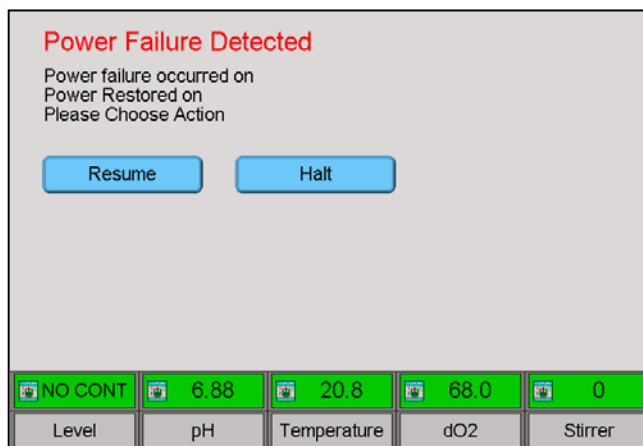 Power Failure Detected
Power failure occurred on
Power Restored on
Please Choose Action
Resume Halt
NO CONT 6.88 20.8 68.0 0
Level pH Temperature dO2 Stirrer